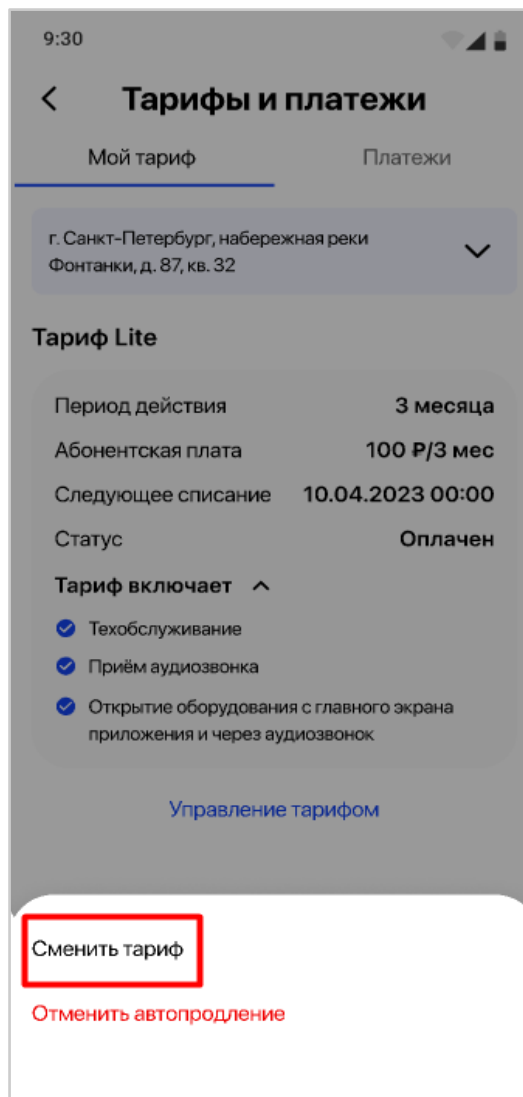 9:30
Тарифы и платежи
Мой тариф
Платежи
г. Санкт-Петербург, набережная реки
Фонтанки, д. 87, кв. 32
Тариф Lite
Период действия 3 месяца
Абонентская плата 100 ₽/3 мес
Следующее списание 10.04.2023 00:00
Статус Оплачен
Тариф включает
Техобслуживание
Приём аудиозвонка
Открытие оборудования с главного экрана
приложения и через аудиозвонок
Управление тарифом
Сменить тариф
Отменить автопродление